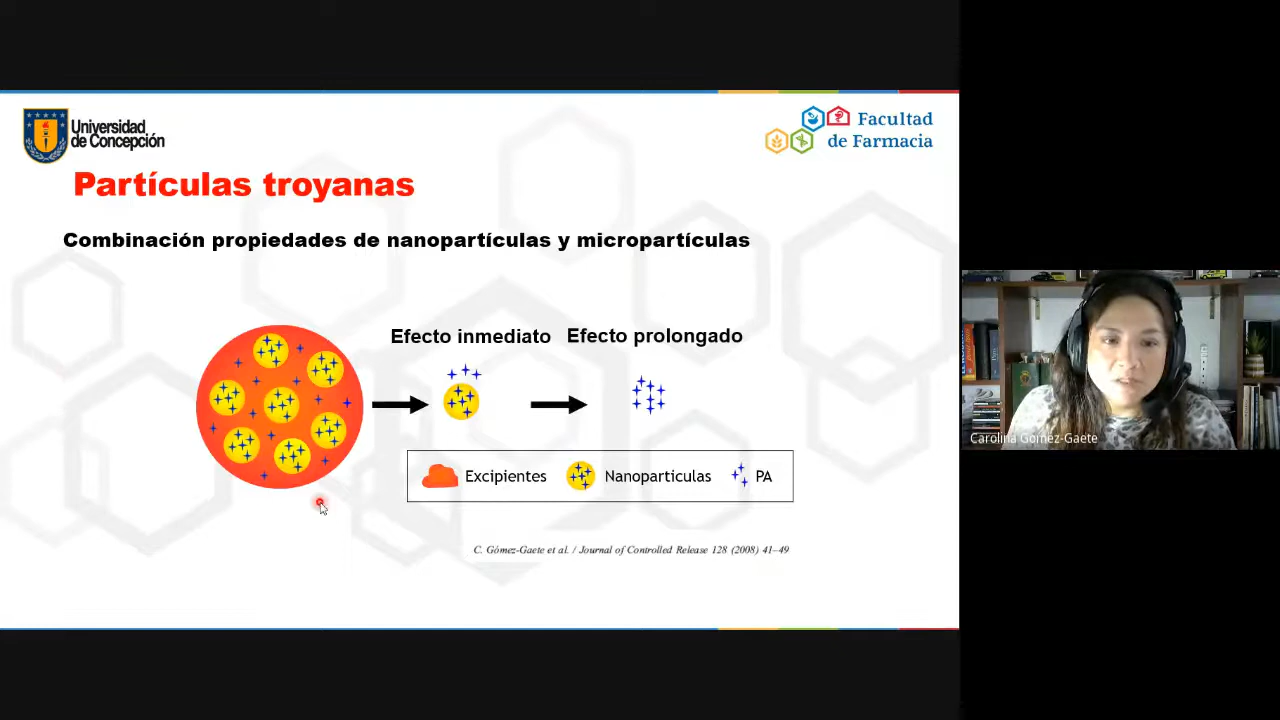 Universidad
de Concepción
Facultad
de Farmacia
Partículas troyanas
Combinación propiedades de nanopartículas y micropartículas
Efecto inmediato
Efecto prolongado
Excipientes
Nanoparticulas
PA
C. Gómez-Gaete et al. / Journal of Controlled Release 128 (2008) 41–49
Carolina Gómez-Gaete